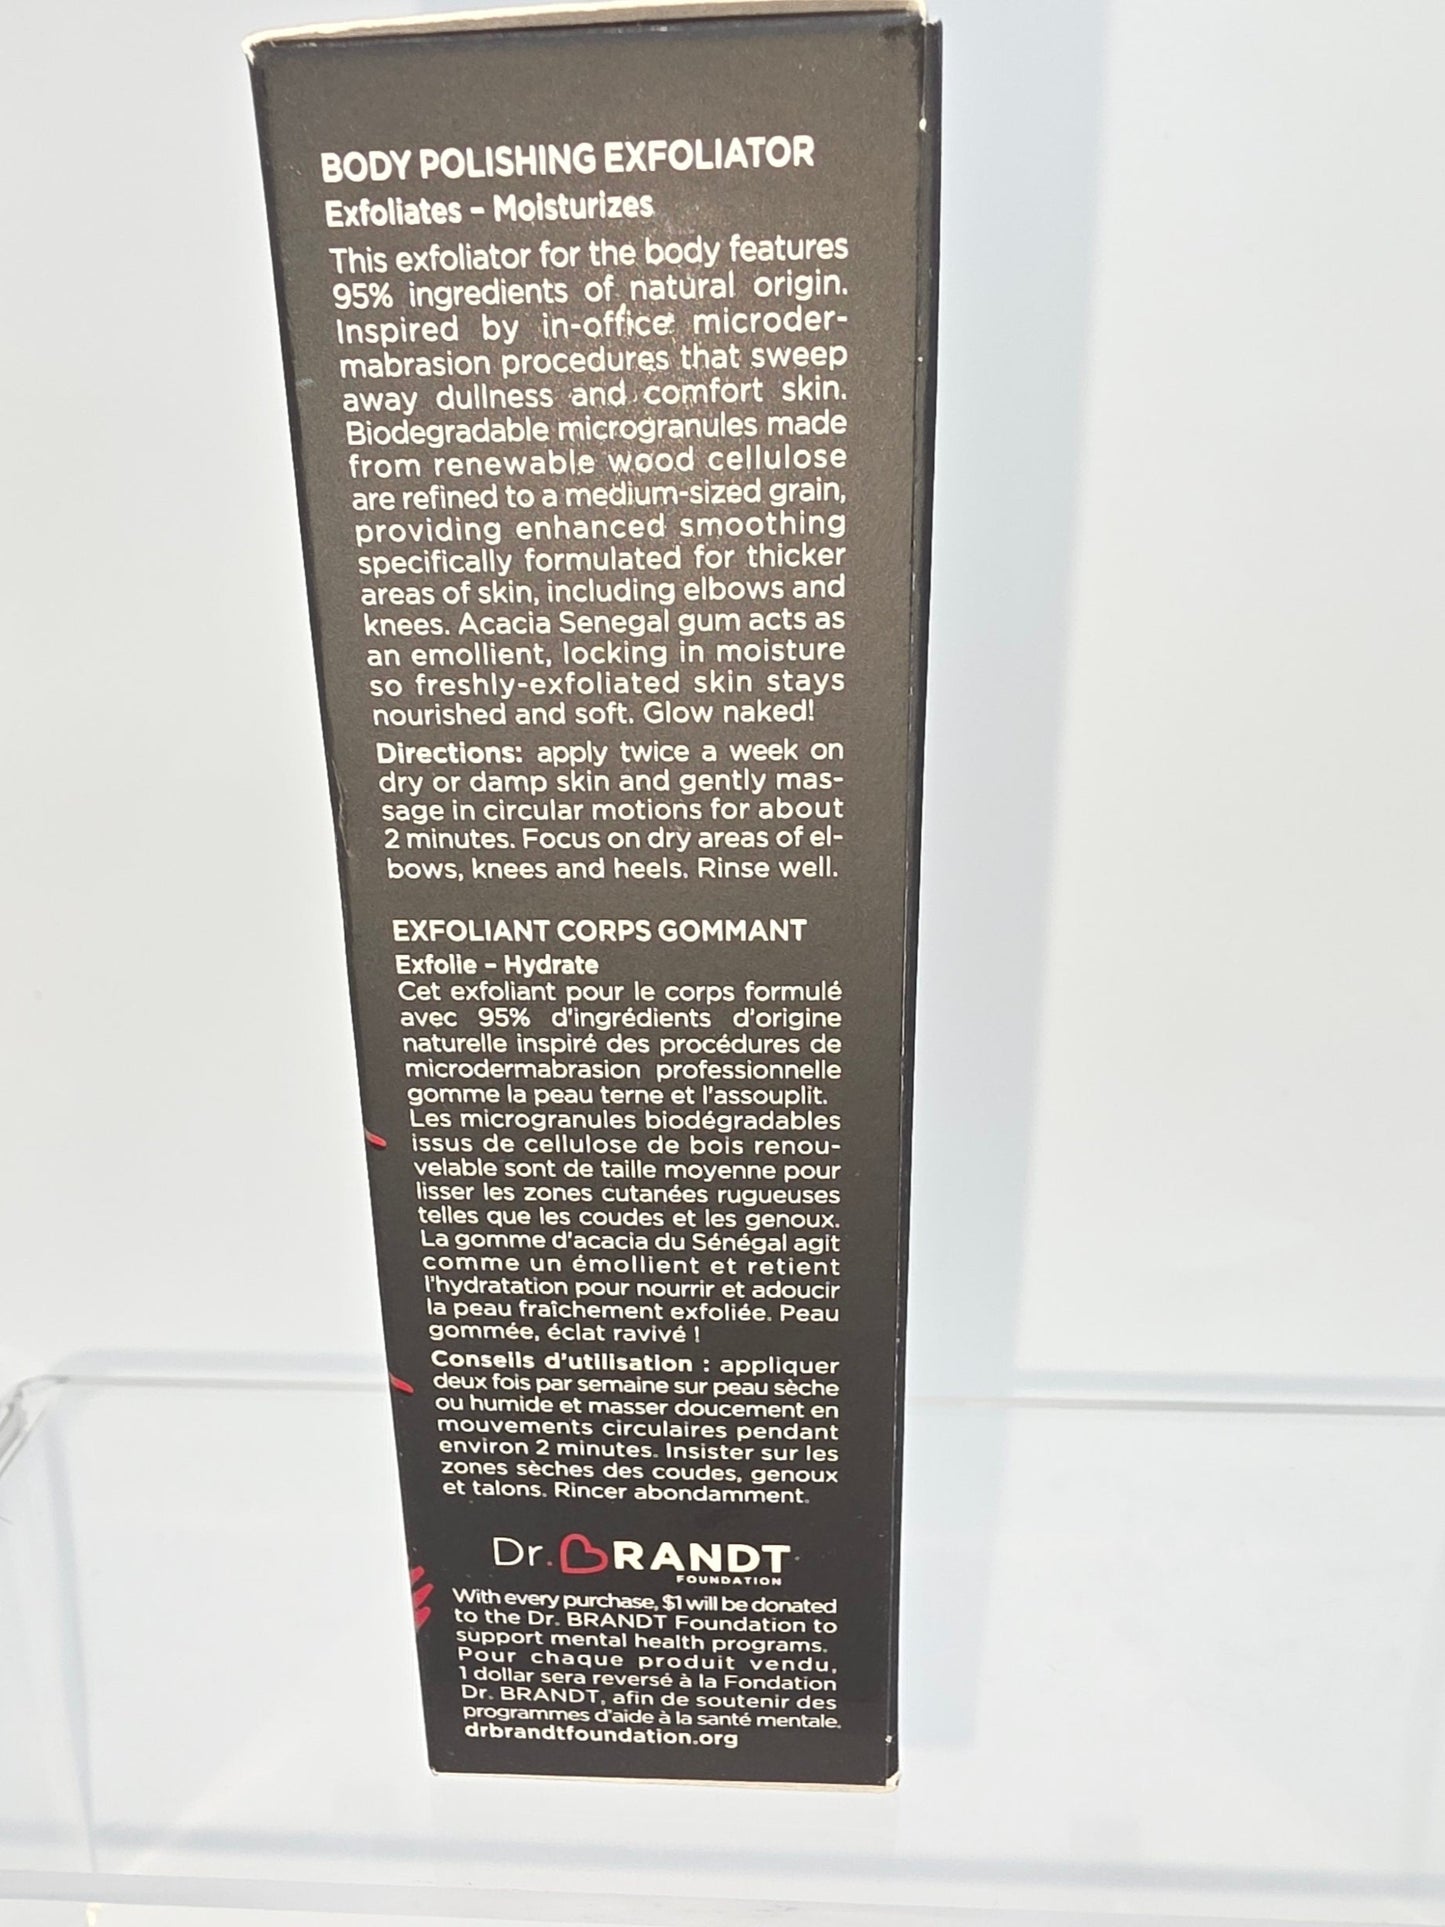 BODY POLISHING EXFOLIATOR
Exfoliates - Moisturizes
This exfoliator for the body features
95% ingredients of natural origin.
Inspired by in-office microder-
mabrasion procedures that sweep
away dullness and comfort skin.
Biodegradable microgranules made
from renewable wood cellulose
are refined to a medium-sized grain,
providing enhanced smoothing
specifically formulated for thicker
areas of skin, including elbows and
knees. Acacia Senegal gum acts as
an emollient, locking in moisture
so freshly-exfoliated skin stays
nourished and soft. Glow naked!
Directions: apply twice a week on
dry or damp skin and gently mas-
sage in circular motions for about
2 minutes. Focus on dry areas of el-
bows, knees and heels. Rinse well.
EXFOLIANT CORPS GOMMANT
Exfolie - Hydrate
Cet exfoliant pour le corps formulé
avec 95% d'ingrédients d'origine
naturelle inspiré des procédures de
microdermabrasion professionnelle
gomme la peau terne et l'assouplit.
Les microgranules biodégradables
issus de cellulose de bois renou-
velable sont de taille moyenne pour
lisser les zones cutanées rugueuses
telles que les coudes et les genoux.
La gomme d'acacia du Sénégal agit
comme un émollient et retient
l'hydratation pour nourrir et adoucir
la peau fraîchement exfoliée. Peau
gommée, éclat ravivé !
Conseils d'utilisation : appliquer
deux fois par semaine sur peau sèche
ou humide et masser doucement en
mouvements circulaires pendant
environ 2 minutes. Insister sur les
zones sèches des coudes, genoux
et talons. Rincer abondamment.
Dr. BRANDT
FOUNDATION
With every purchase, $1 will be donated
to the Dr. BRANDT Foundation to
support mental health programs.
Pour chaque produit vendu,
1 dollar sera reversé à la Fondation
Dr. BRANDT, afin de soutenir des
programmes d'aide à la santé mentale.
drbrandtfoundation.org